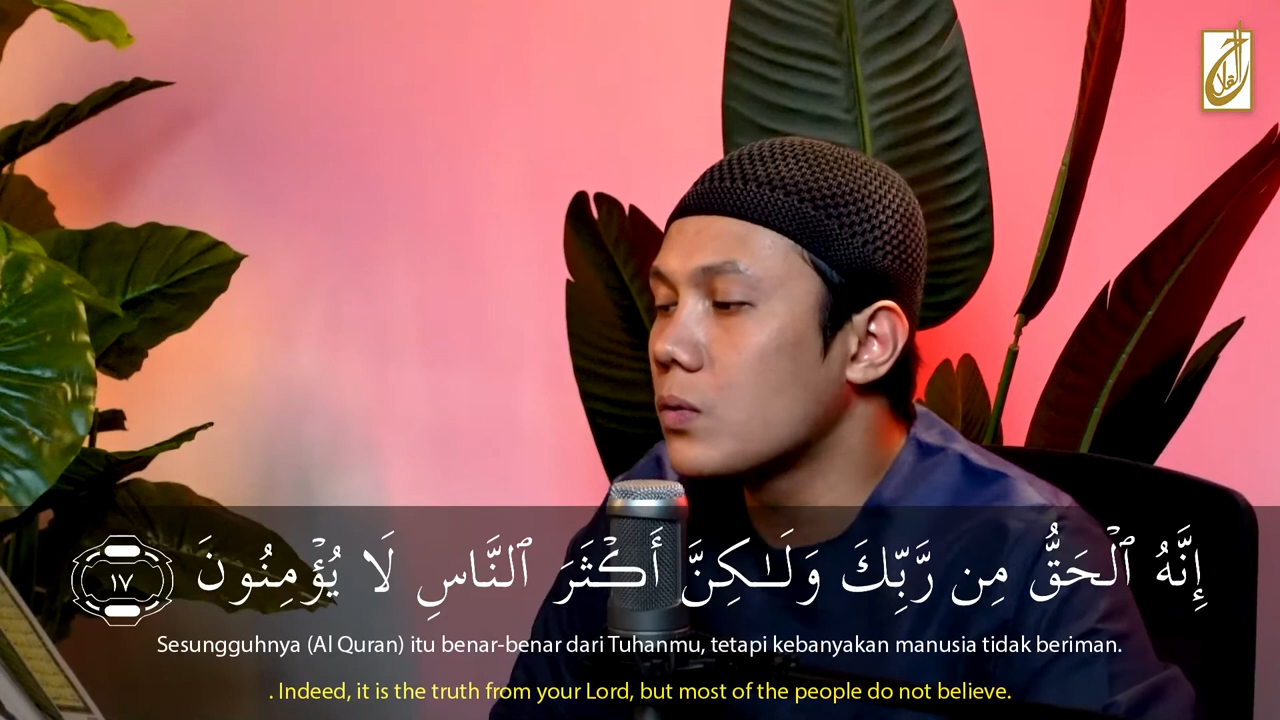 إِنَّهُ ٱلْحَقُّ مِن رَّبِّكَ وَلَـٰكِنَّ أَكْثَرَ ٱلنَّاسِ لَا يُؤْمِنُونَ ١٧
Sesungguhnya (Al Quran) itu benar-benar dari Tuhanmu, tetapi kebanyakan manusia tidak beriman.
. Indeed, it is the truth from your Lord, but most of the people do not believe.